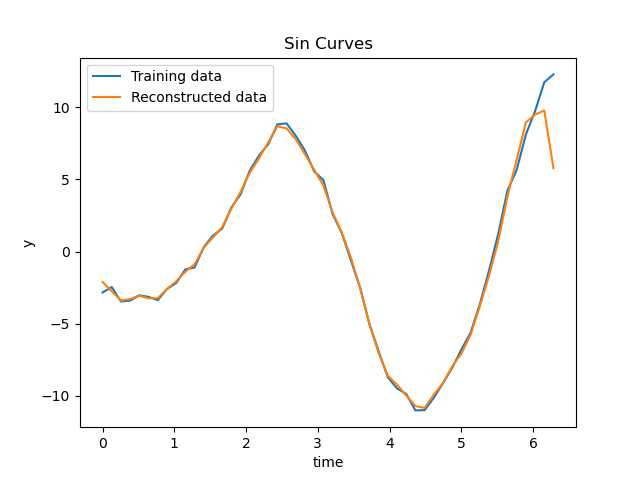 Sin Curves
Training data
Reconstructed data
10
5
0
−5
−10
y
0 1 2 3 4 5 6
time